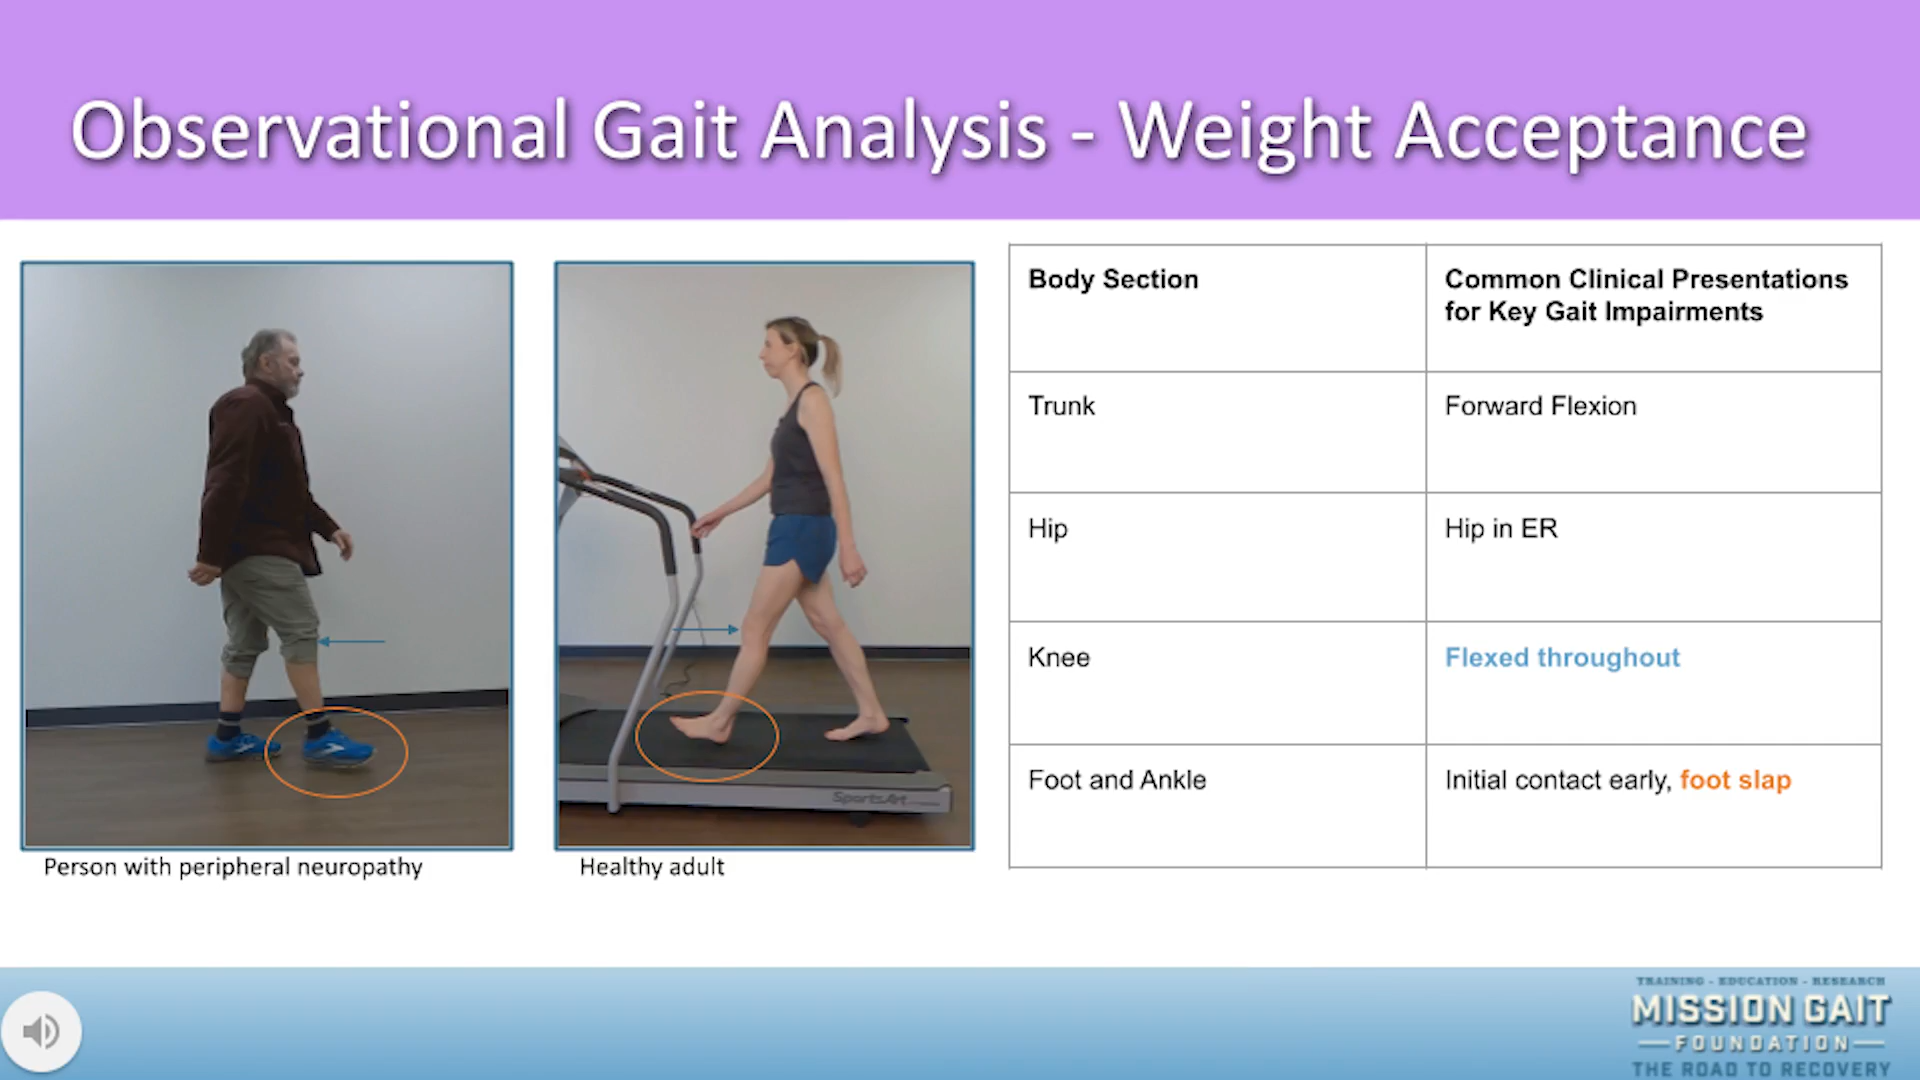 Observational Gait Analysis - Weight Acceptance
Body Section
Common Clinical Presentations
for Key Gait Impairments
Trunk
Forward Flexion
Hip
Hip in ER
Knee
Flexed throughout
Foot and Ankle
Initial contact early, foot slap
SportsArt
Person with peripheral neuropathy
Healthy adult
TRAINING - EDUCATION - RESEARCH
MISSION GAIT
FOUNDATION
THE ROAD TO RECOVERY